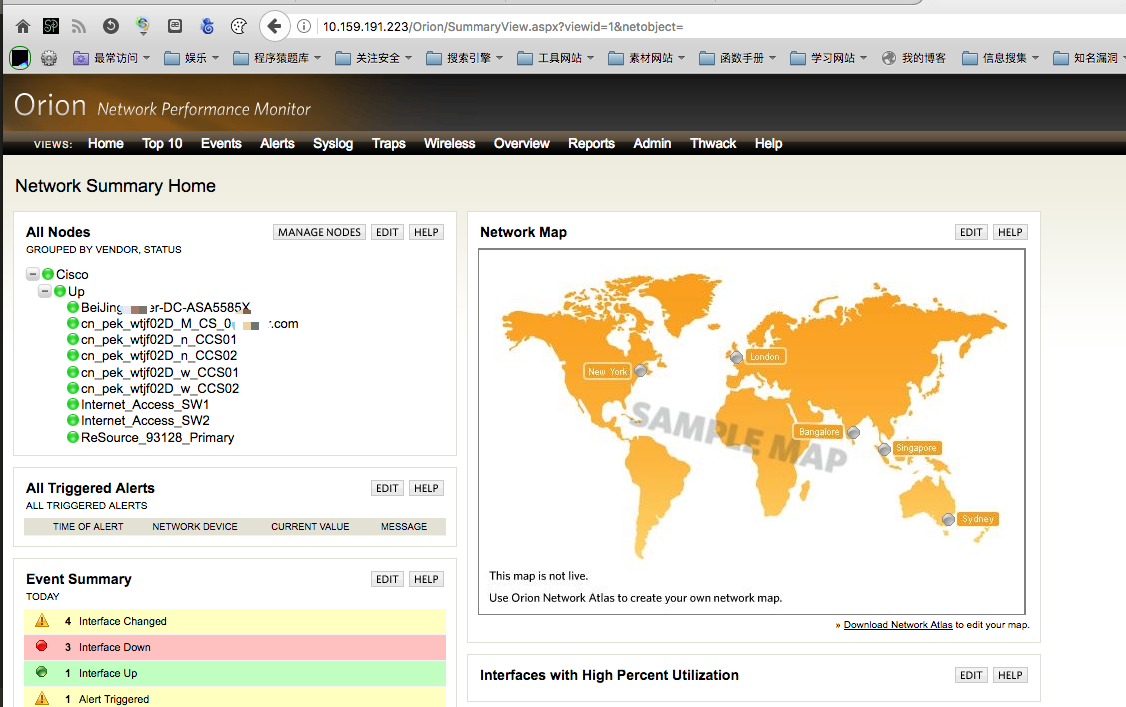 10.159.191.223/Orion/SummaryView.aspx?viewid=1&netobject=
最常访问 娱乐 程序猿题库 关注安全 搜索引擎 工具网站 素材网站 函数手册 学习网站 我的博客 信息搜集 知名漏洞
Orion Network Performance Monitor
VIEWS: Home Top 10 Events Alerts Syslog Traps Wireless Overview Reports Admin Thwack Help
Network Summary Home
All Nodes
MANAGE NODES EDIT HELP
GROUPED BY VENDOR, STATUS
Cisco
Up
BeiJing er-DC-ASA5585X
cn_pek_wtjf02D_M_CS_0 .com
cn_pek_wtjf02D_n_CCS01
cn_pek_wtjf02D_n_CCS02
cn_pek_wtjf02D_w_CCS01
cn_pek_wtjf02D_w_CCS02
Internet_Access_SW1
Internet_Access_SW2
ReSource_93128_Primary
All Triggered Alerts
EDIT HELP
ALL TRIGGERED ALERTS
TIME OF ALERT NETWORK DEVICE CURRENT VALUE MESSAGE
Event Summary
EDIT HELP
TODAY
4 Interface Changed
3 Interface Down
1 Interface Up
1 Alert Triggered
Network Map
EDIT HELP
London
New York
SAMPLE MAP
Bangalore
Singapore
Sydney
This map is not live.
Use Orion Network Atlas to create your own network map.
» Download Network Atlas to edit your map.
Interfaces with High Percent Utilization
EDIT HELP